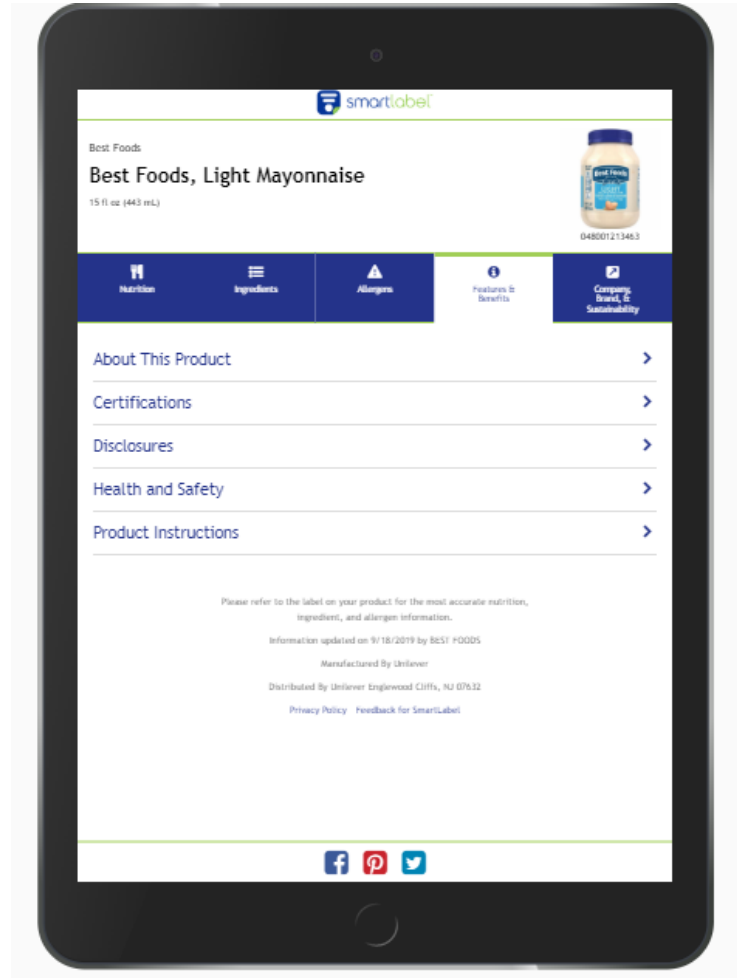 smartlabel
Best Foods
Best Foods, Light Mayonnaise
15 fl oz (443 mL)
Best Foods
LIGHT
048001213463
Nutrition
Ingredients
Allergens
Features &
Benefits
Company,
Brand, &
Sustainability
About This Product
Certifications
Disclosures
Health and Safety
Product Instructions
Please refer to the label on your product for the most accurate nutrition,
ingredient, and allergen information.
Information updated on 9/18/2019 by BEST FOODS
Manufactured By Unilever
Distributed By Unilever Englewood Cliffs, NJ 07632
Privacy Policy Feedback for SmartLabel